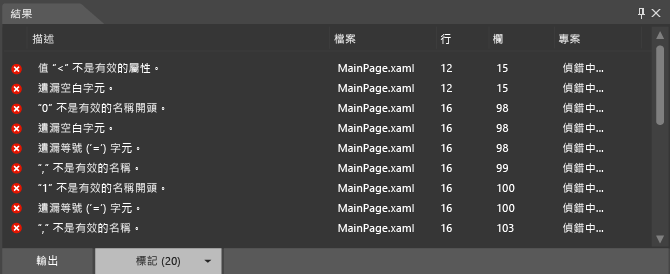 結果
描述 檔案 行 欄 專案
值 “<” 不是有效的屬性。 MainPage.xaml 12 15 偵錯中...
遺漏空白字元。 MainPage.xaml 12 15 偵錯中...
“0” 不是有效的名稱開頭。 MainPage.xaml 16 98 偵錯中...
遺漏空白字元。 MainPage.xaml 16 98 偵錯中...
遺漏等號 (‘=’) 字元。 MainPage.xaml 16 98 偵錯中...
“,” 不是有效的名稱。 MainPage.xaml 16 99 偵錯中...
“1” 不是有效的名稱開頭。 MainPage.xaml 16 100 偵錯中...
遺漏等號 (‘=’) 字元。 MainPage.xaml 16 100 偵錯中...
“,” 不是有效的名稱。 MainPage.xaml 16 103 偵錯中...
輸出 標記 (20)